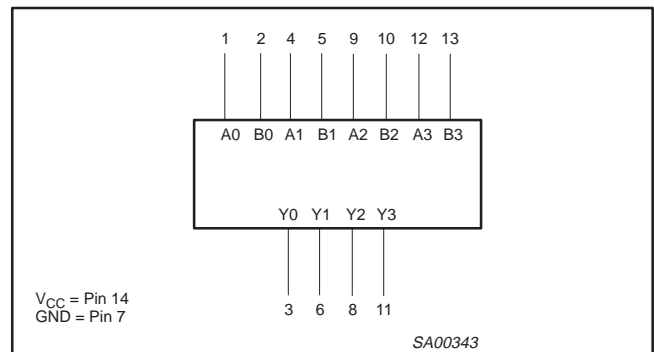 1 2 4 5 9 10 12 13
A0 B0 A1 B1 A2 B2 A3 B3
Y0 Y1 Y2 Y3
3 6 8 11
VCC = Pin 14
GND = Pin 7
SA00343